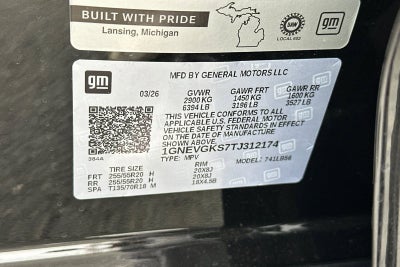 BUILT WITH PRIDE
Lansing, Michigan
UAW
LOCAL 602
gm
gm
MFD BY GENERAL MOTORS LLC
03/26 GVWR GAWR FRT GAWR RR
2900 KG 1450 KG 1600 KG
6394 LB 3196 LB 3527 LB
THIS VEHICLE CONFORMS TO ALL
APPLICABLE U.S. FEDERAL MOTOR
VEHICLE SAFETY STANDARDS IN EFFECT
ON THE DATE OF MANUFACTURE
SHOWN ABOVE.
1GNEVGKS7TJ312174
TYPE: MPV MODEL: 741LB56
384A
TIRE SIZE RIM
FRT 255/55R20 H 20X8J
RR 255/55R20 H 20X8J
SPA T135/70R18 M 18X4.5B